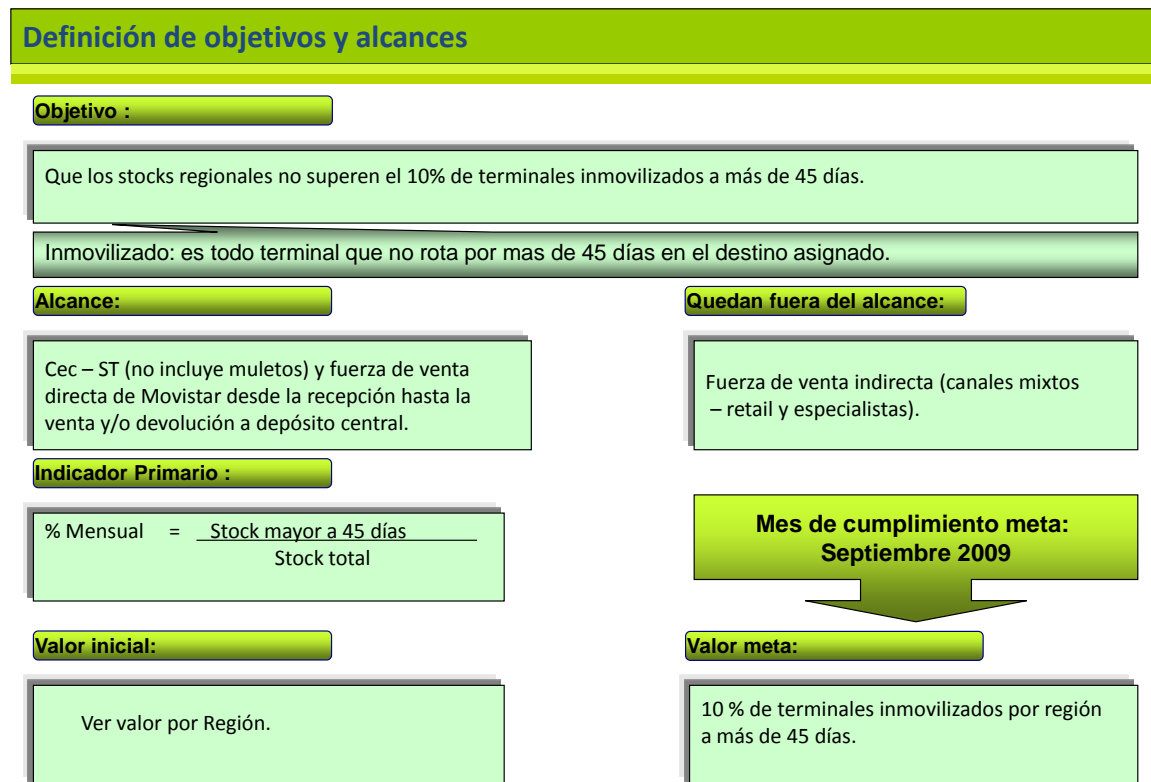 Definición de objetivos y alcances
Objetivo :
Que los stocks regionales no superen el 10% de terminales inmovilizados a más de 45 días.
Inmovilizado: es todo terminal que no rota por mas de 45 días en el destino asignado.
Alcance:
Cec – ST (no incluye muletos) y fuerza de venta
directa de Movistar desde la recepción hasta la
venta y/o devolución a depósito central.
Quedan fuera del alcance:
Fuerza de venta indirecta (canales mixtos
– retail y especialistas).
Indicador Primario :
% Mensual = Stock mayor a 45 días
Stock total
Mes de cumplimiento meta:
Septiembre 2009
Valor inicial:
Ver valor por Región.
Valor meta:
10 % de terminales inmovilizados por región
a más de 45 días.